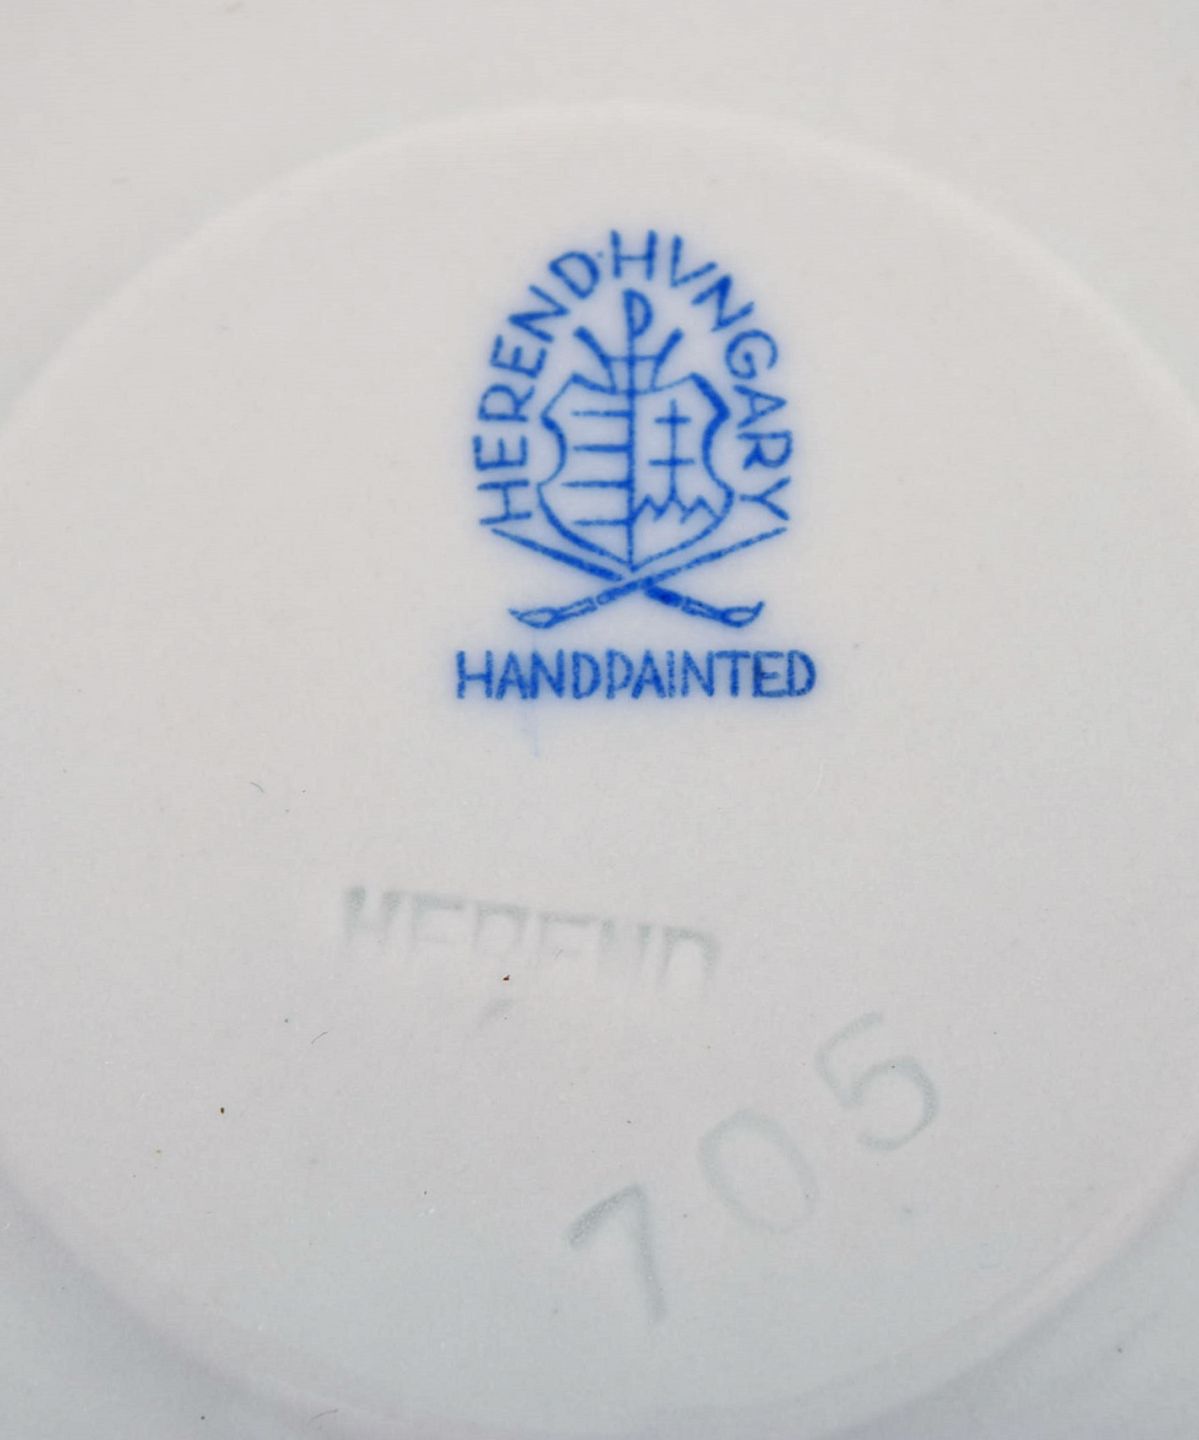 HEREND·HVNGARY
HANDPAINTED
HEREND
705